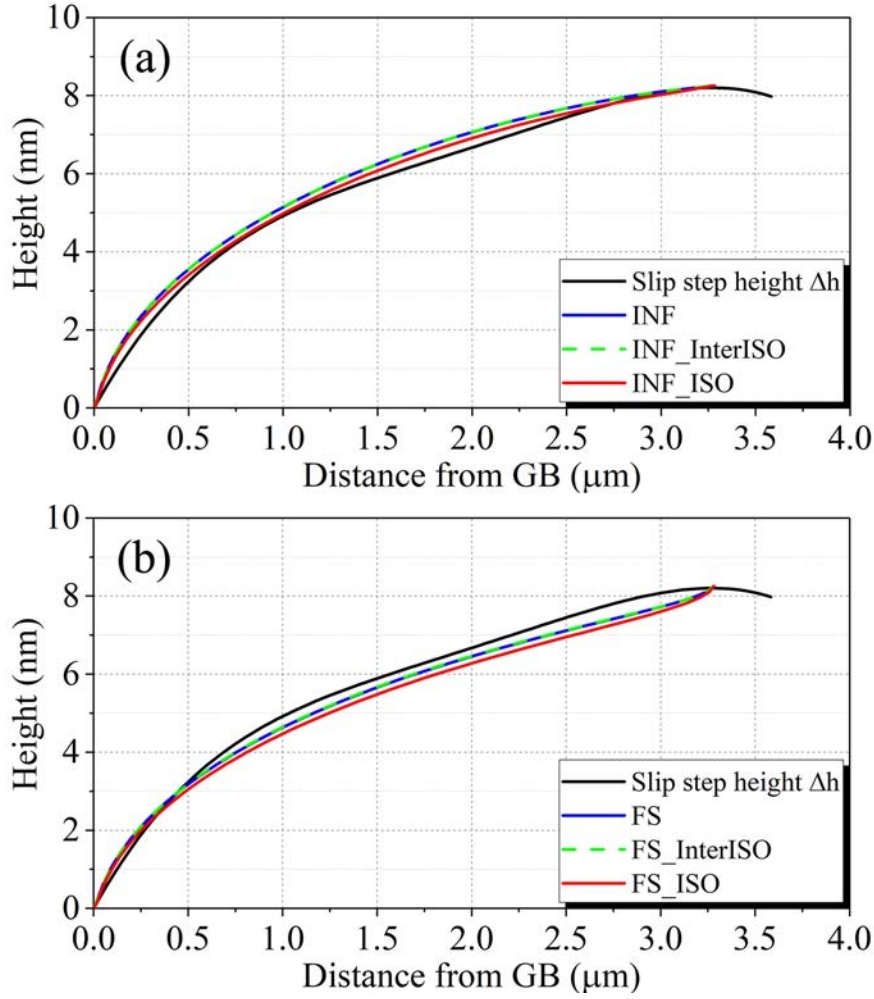 (a)
10
8
6
4
2
0
Height (nm)
Slip step height Δh
INF
INF_InterISO
INF_ISO
0.0 0.5 1.0 1.5 2.0 2.5 3.0 3.5 4.0
Distance from GB (μm)
(b)
10
8
6
4
2
0
Height (nm)
Slip step height Δh
FS
FS_InterISO
FS_ISO
0.0 0.5 1.0 1.5 2.0 2.5 3.0 3.5 4.0
Distance from GB (μm)